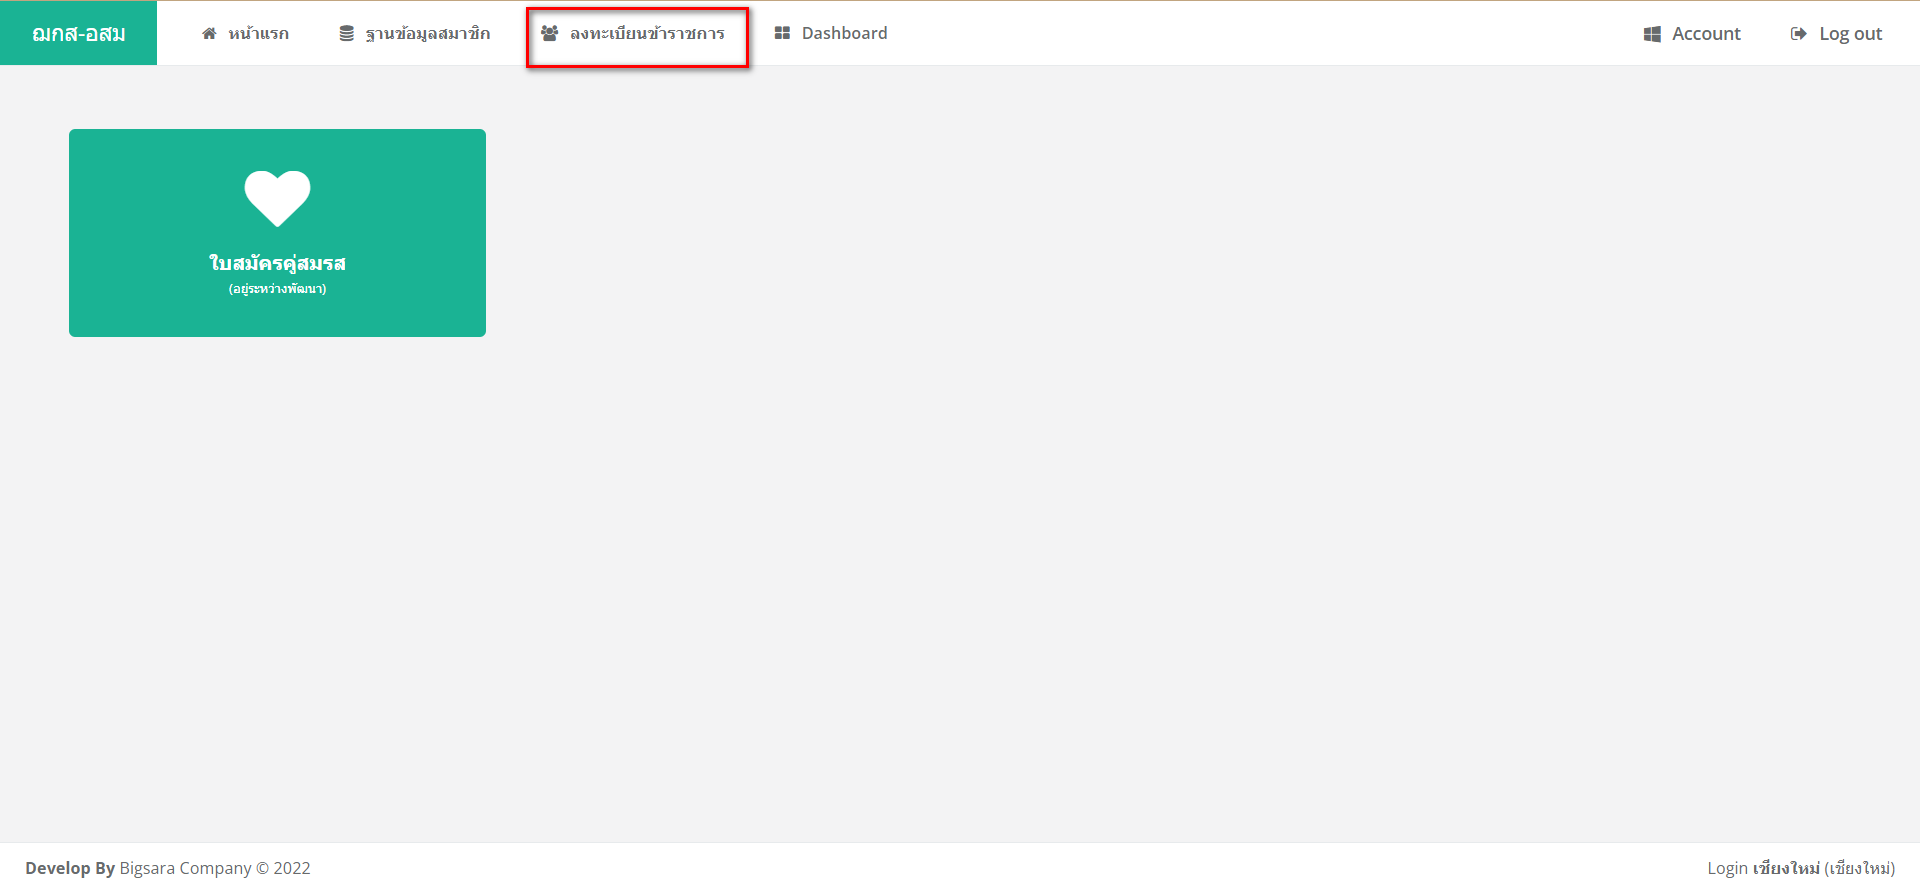 ฌกส-อสม
หน้าแรก
ฐานข้อมูลสมาชิก
ลงทะเบียนข้าราชการ
Dashboard
Account
Log out
ใบสมัครคู่สมรส
(อยู่ระหว่างพัฒนา)
Develop By Bigsara Company © 2022
Login เชียงใหม่ (เชียงใหม่)